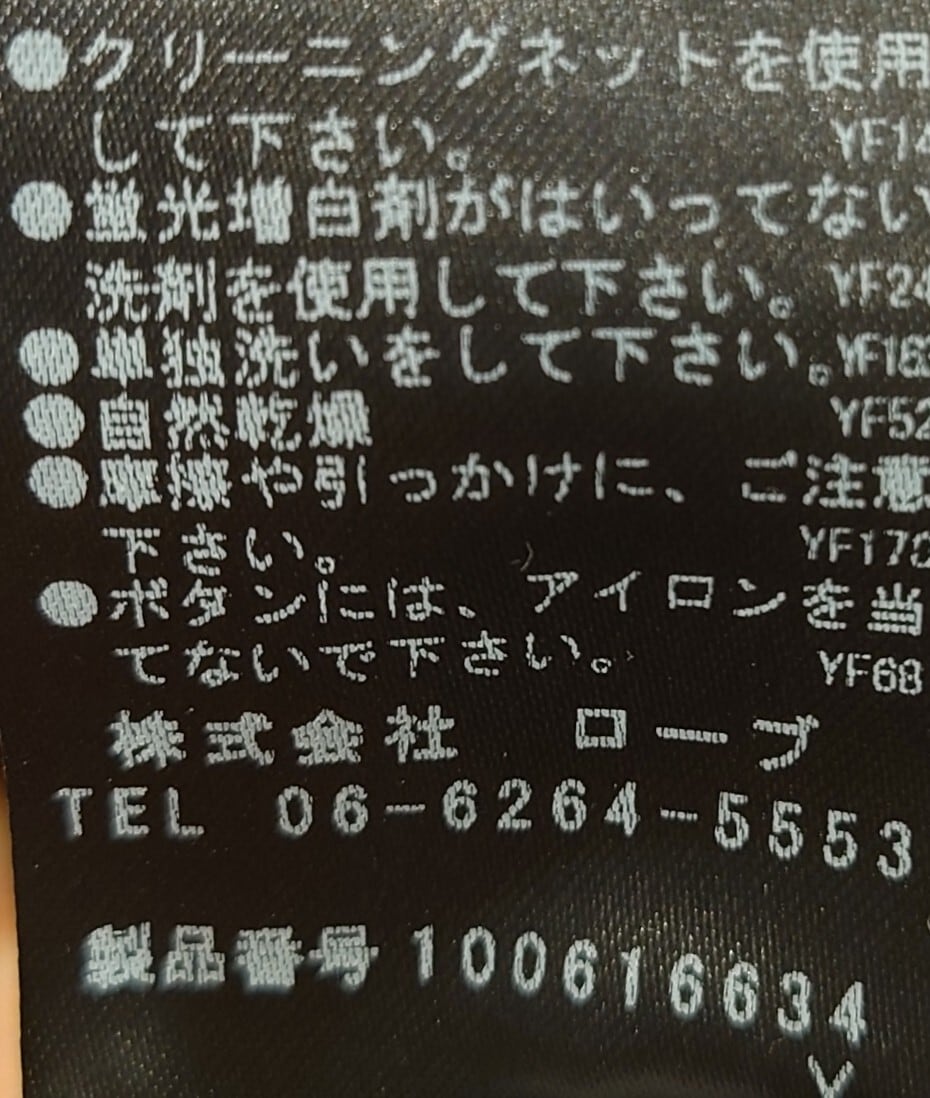 ●クリーニングネットを使用
して下さい。 YF14
●蛍光増白剤がはいってない
洗剤を使用して下さい。 YF24
●単独洗いをして下さい。 YF18
●自然乾燥 YF52
●摩擦や引っかけに、ご注意
下さい。 YF170
●ボタンには、アイロンを当
てないで下さい。 YF68
株式会社 ローブ
TEL 06-6264-5553
製品番号 100616634